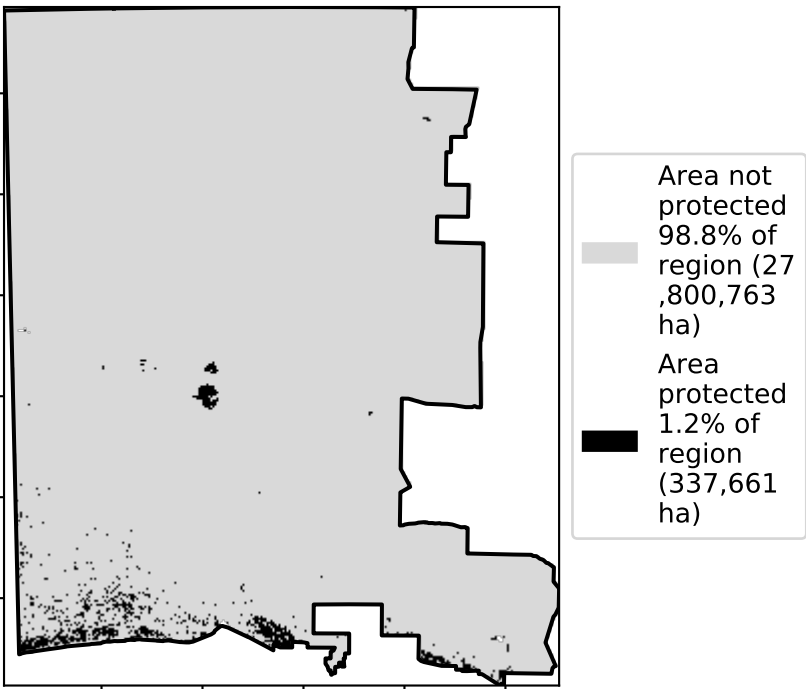 Area not
protected
98.8% of
region (27
,800,763
ha)
Area
protected
1.2% of
region
(337,661
ha)